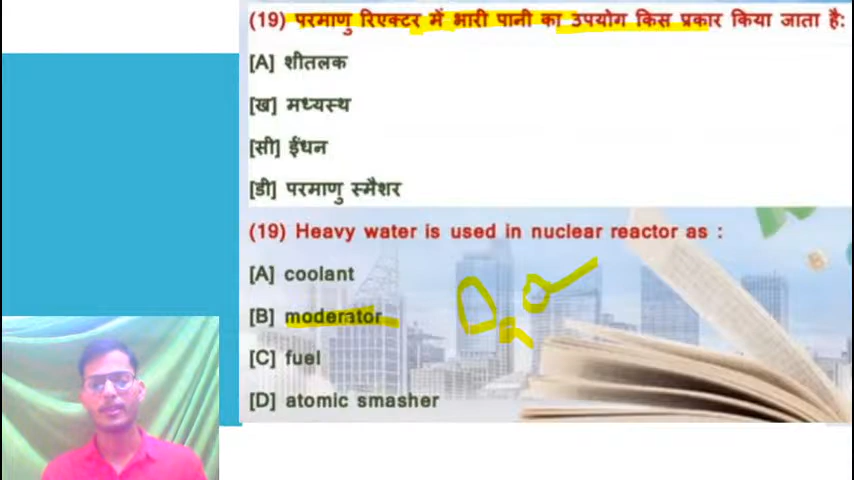 (19) परमाणु रिएक्टर में भारी पानी का उपयोग किस प्रकार किया जाता है:
[A] शीतलक
[ख] मध्यस्थ
[सी] ईंधन
[डी] परमाणु स्मैशर
(19) Heavy water is used in nuclear reactor as :
[A] coolant
[B] moderator
[C] fuel
[D] atomic smasher
D₂O